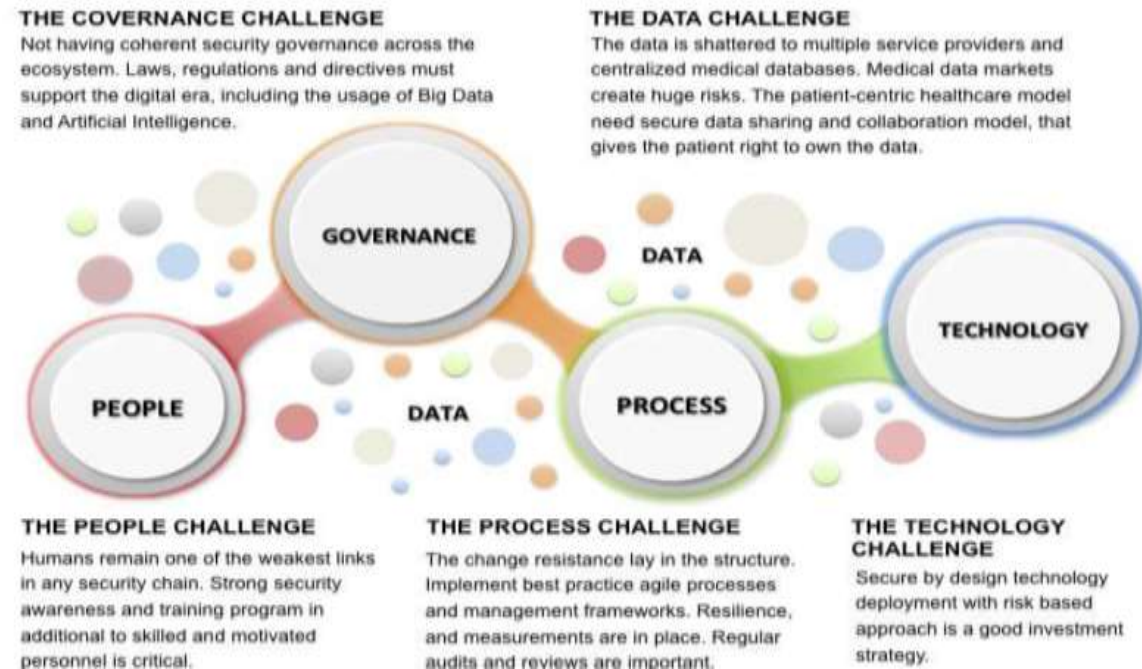 THE GOVERNANCE CHALLENGE
Not having coherent security governance across the
ecosystem. Laws, regulations and directives must
support the digital era, including the usage of Big Data
and Artificial Intelligence.
THE DATA CHALLENGE
The data is shattered to multiple service providers and
centralized medical databases. Medical data markets
create huge risks. The patient-centric healthcare model
need secure data sharing and collaboration model, that
gives the patient right to own the data.
GOVERNANCE
DATA
TECHNOLOGY
PEOPLE
DATA
PROCESS
THE PEOPLE CHALLENGE
Humans remain one of the weakest links
in any security chain. Strong security
awareness and training program in
additional to skilled and motivated
personnel is critical.
THE PROCESS CHALLENGE
The change resistance lay in the structure.
Implement best practice agile processes
and management frameworks. Resilience,
and measurements are in place. Regular
audits and reviews are important.
THE TECHNOLOGY
CHALLENGE
Secure by design technology
deployment with risk based
approach is a good investment
strategy.